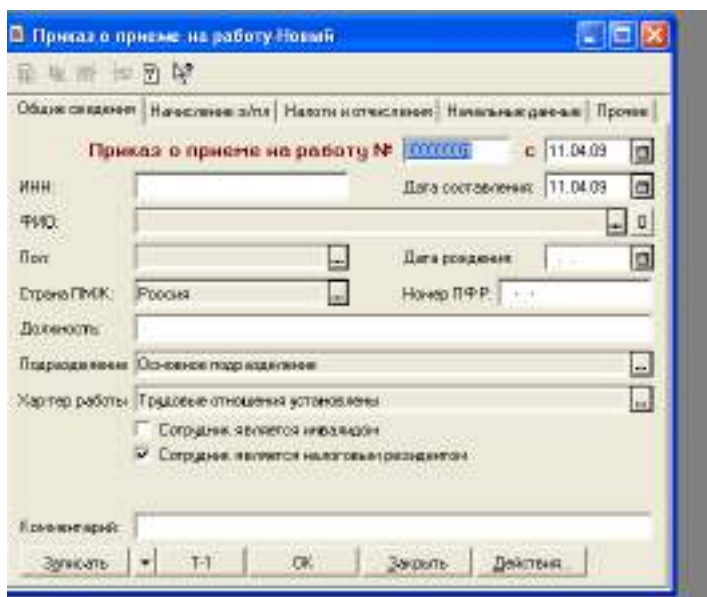 Приказ о приеме на работу-Новый
Общие сведения Начисление з/пл Налоги и отчисления Начальные данные Прочее
Приказ о приеме на работу № с 11.04.09
ИНН: Дата составления: 11.04.09
ФИО:
Пол: Дата рождения
Страна ПМЖ: Россия Номер ПФР:
Должность:
Подразделение Основное подразделение
Хар-тер работы Трудовые отношения установлены
Сотрудник является инвалидом
Сотрудник является налоговым резидентом
Комментарий:
Записать Т-1 OK Закрыть Действия...